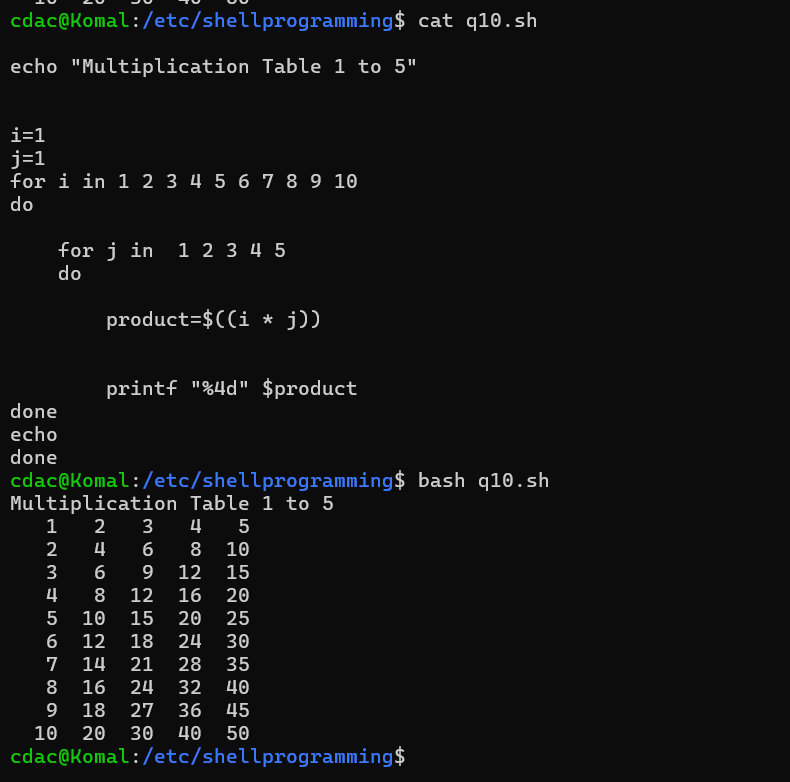 10  20  30  40  50
cdac@Komal:/etc/shellprogramming$ cat q10.sh
echo "Multiplication Table 1 to 5"
i=1
j=1
for i in 1 2 3 4 5 6 7 8 9 10
do
    for j in  1 2 3 4 5
    do
        product=$((i * j))
        printf "%4d" $product
done
echo
done
cdac@Komal:/etc/shellprogramming$ bash q10.sh
Multiplication Table 1 to 5
   1   2   3   4   5
   2   4   6   8  10
   3   6   9  12  15
   4   8  12  16  20
   5  10  15  20  25
   6  12  18  24  30
   7  14  21  28  35
   8  16  24  32  40
   9  18  27  36  45
  10  20  30  40  50
cdac@Komal:/etc/shellprogramming$